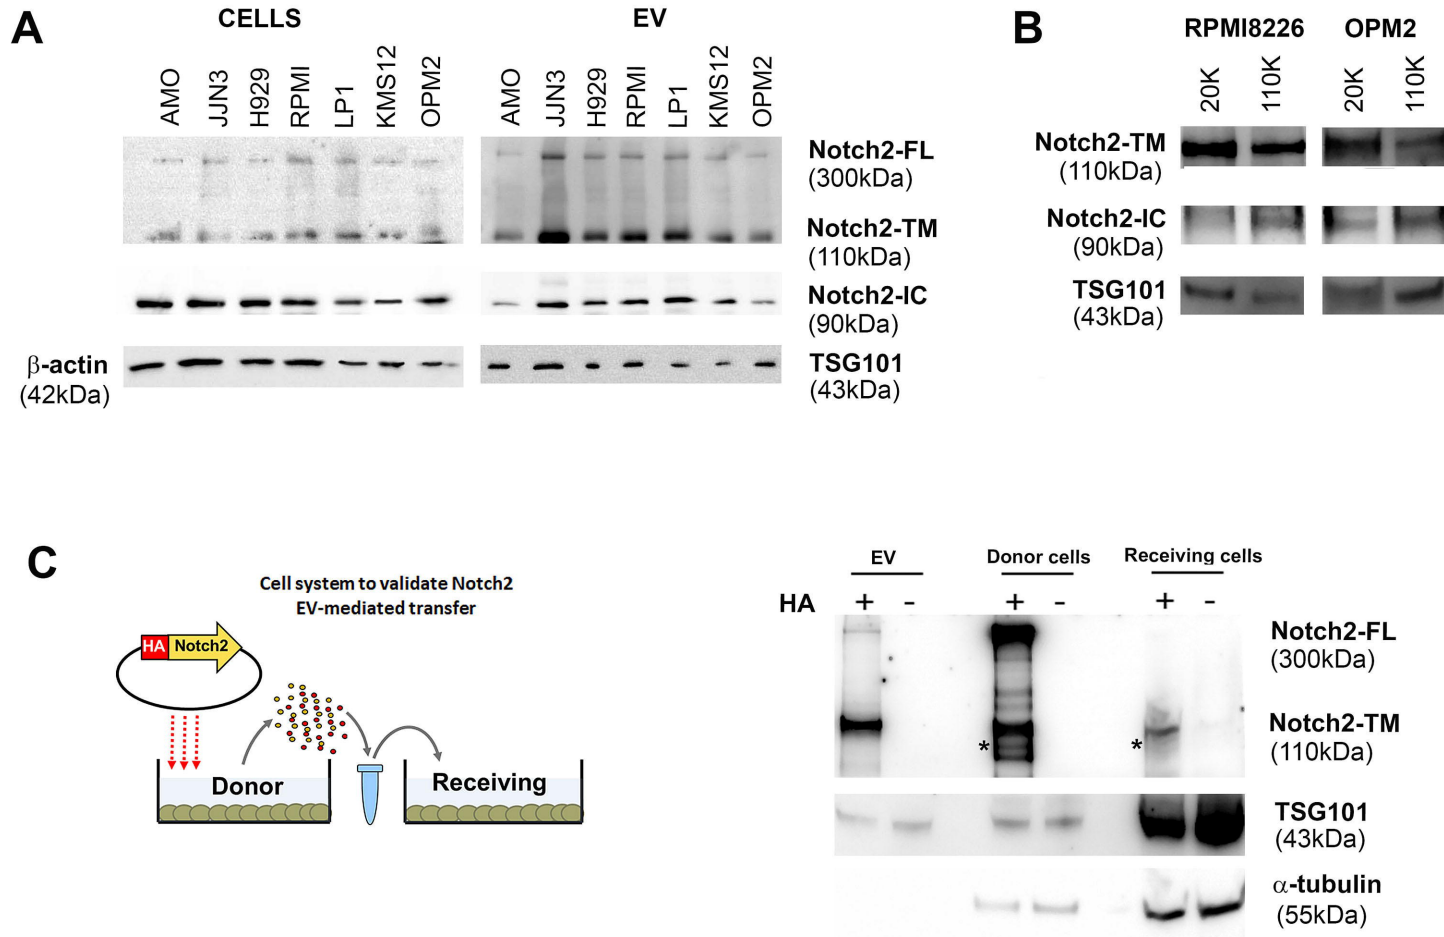 A
CELLS
EV
AMO
JJN3
H929
RPMI
LP1
KMS12
OPM2
AMO
JJN3
H929
RPMI
LP1
KMS12
OPM2
Notch2-FL
(300kDa)
Notch2-TM
(110kDa)
Notch2-IC
(90kDa)
β-actin
(42kDa)
TSG101
(43kDa)
B
RPMI8226
OPM2
20K
110K
20K
110K
Notch2-TM
(110kDa)
Notch2-IC
(90kDa)
TSG101
(43kDa)
C
Cell system to validate Notch2
EV-mediated transfer
HA
Notch2
Donor
Receiving
EV
Donor cells
Receiving cells
HA
+ - + - + -
Notch2-FL
(300kDa)
Notch2-TM
(110kDa)
*
*
TSG101
(43kDa)
α-tubulin
(55kDa)